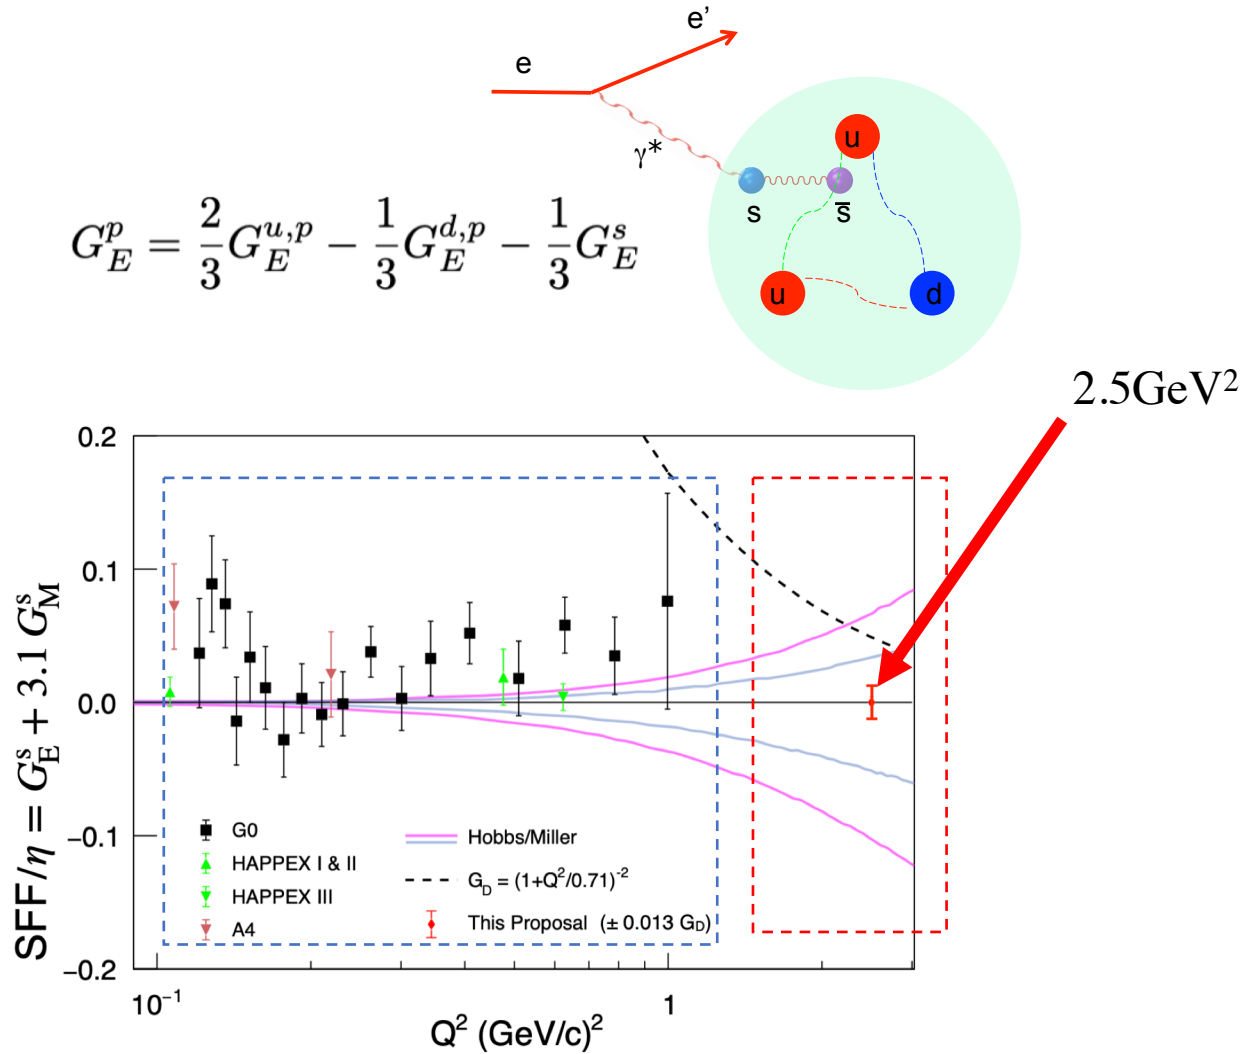 e'
e
γ*
u
s
s̄
u
d
G_E^p = 2/3 G_E^{u,p} − 1/3 G_E^{d,p} − 1/3 G_E^s
2.5GeV²
0.2
0.1
0.0
−0.1
−0.2
SFF/η = G_E^s + 3.1 G_M^s
G0
HAPPEX I & II
HAPPEX III
A4
Hobbs/Miller
G_D = (1+Q²/0.71)⁻²
This Proposal (± 0.013 G_D)
10⁻¹
1
Q² (GeV/c)²